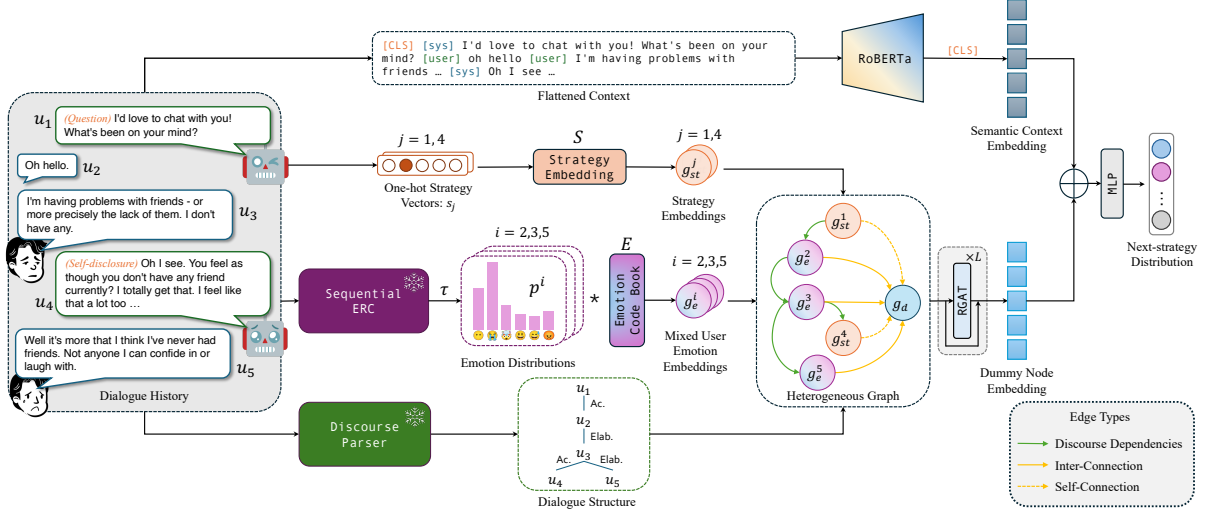 [CLS] [sys] I'd love to chat with you! What's been on your
mind? [user] oh hello [user] I'm having problems with
friends … [sys] Oh I see …
Flattened Context
RoBERTa
[CLS]
Semantic Context
Embedding
u1
(Question) I'd love to chat with you!
What's been on your mind?
Oh hello.
u2
I'm having problems with friends - or
more precisely the lack of them. I don't
have any.
u3
(Self-disclosure) Oh I see. You feel as
though you don't have any friend
currently? I totally get that. I feel like
that a lot too …
u4
Well it's more that I think I've never had
friends. Not anyone I can confide in or
laugh with.
u5
Dialogue History
j = 1,4
One-hot Strategy
Vectors: sj
S
Strategy
Embedding
j = 1,4
g_st^j
Strategy
Embeddings
Sequential
ERC
τ
i = 2,3,5
p^i
Emotion Distributions
*
E
Emotion
Code Book
i = 2,3,5
g_e^i
Mixed User
Emotion
Embeddings
g_st^1
g_e^2
g_e^3
g_d
g_st^4
g_e^5
Heterogeneous Graph
×L
RGAT
Dummy Node
Embedding
MLP
Next-strategy
Distribution
Discourse
Parser
u1
Ac.
u2
Elab.
u3
Ac.
Elab.
u4
u5
Dialogue Structure
Edge Types
Discourse Dependencies
Inter-Connection
Self-Connection